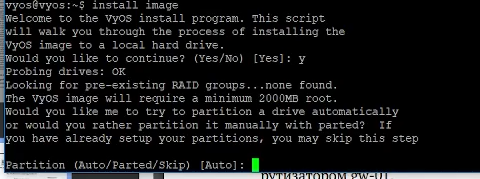 vyos@vyos:~$ install image
Welcome to the VyOS install program. This script
will walk you through the process of installing the
VyOS image to a local hard drive.
Would you like to continue? (Yes/No) [Yes]: y
Probing drives: OK
Looking for pre-existing RAID groups...none found.
The VyOS image will require a minimum 2000MB root.
Would you like me to try to partition a drive automatically
or would you rather partition it manually with parted? If
you have already setup your partitions, you may skip this step
Partition (Auto/Parted/Skip) [Auto]:
рутизатором gw-01